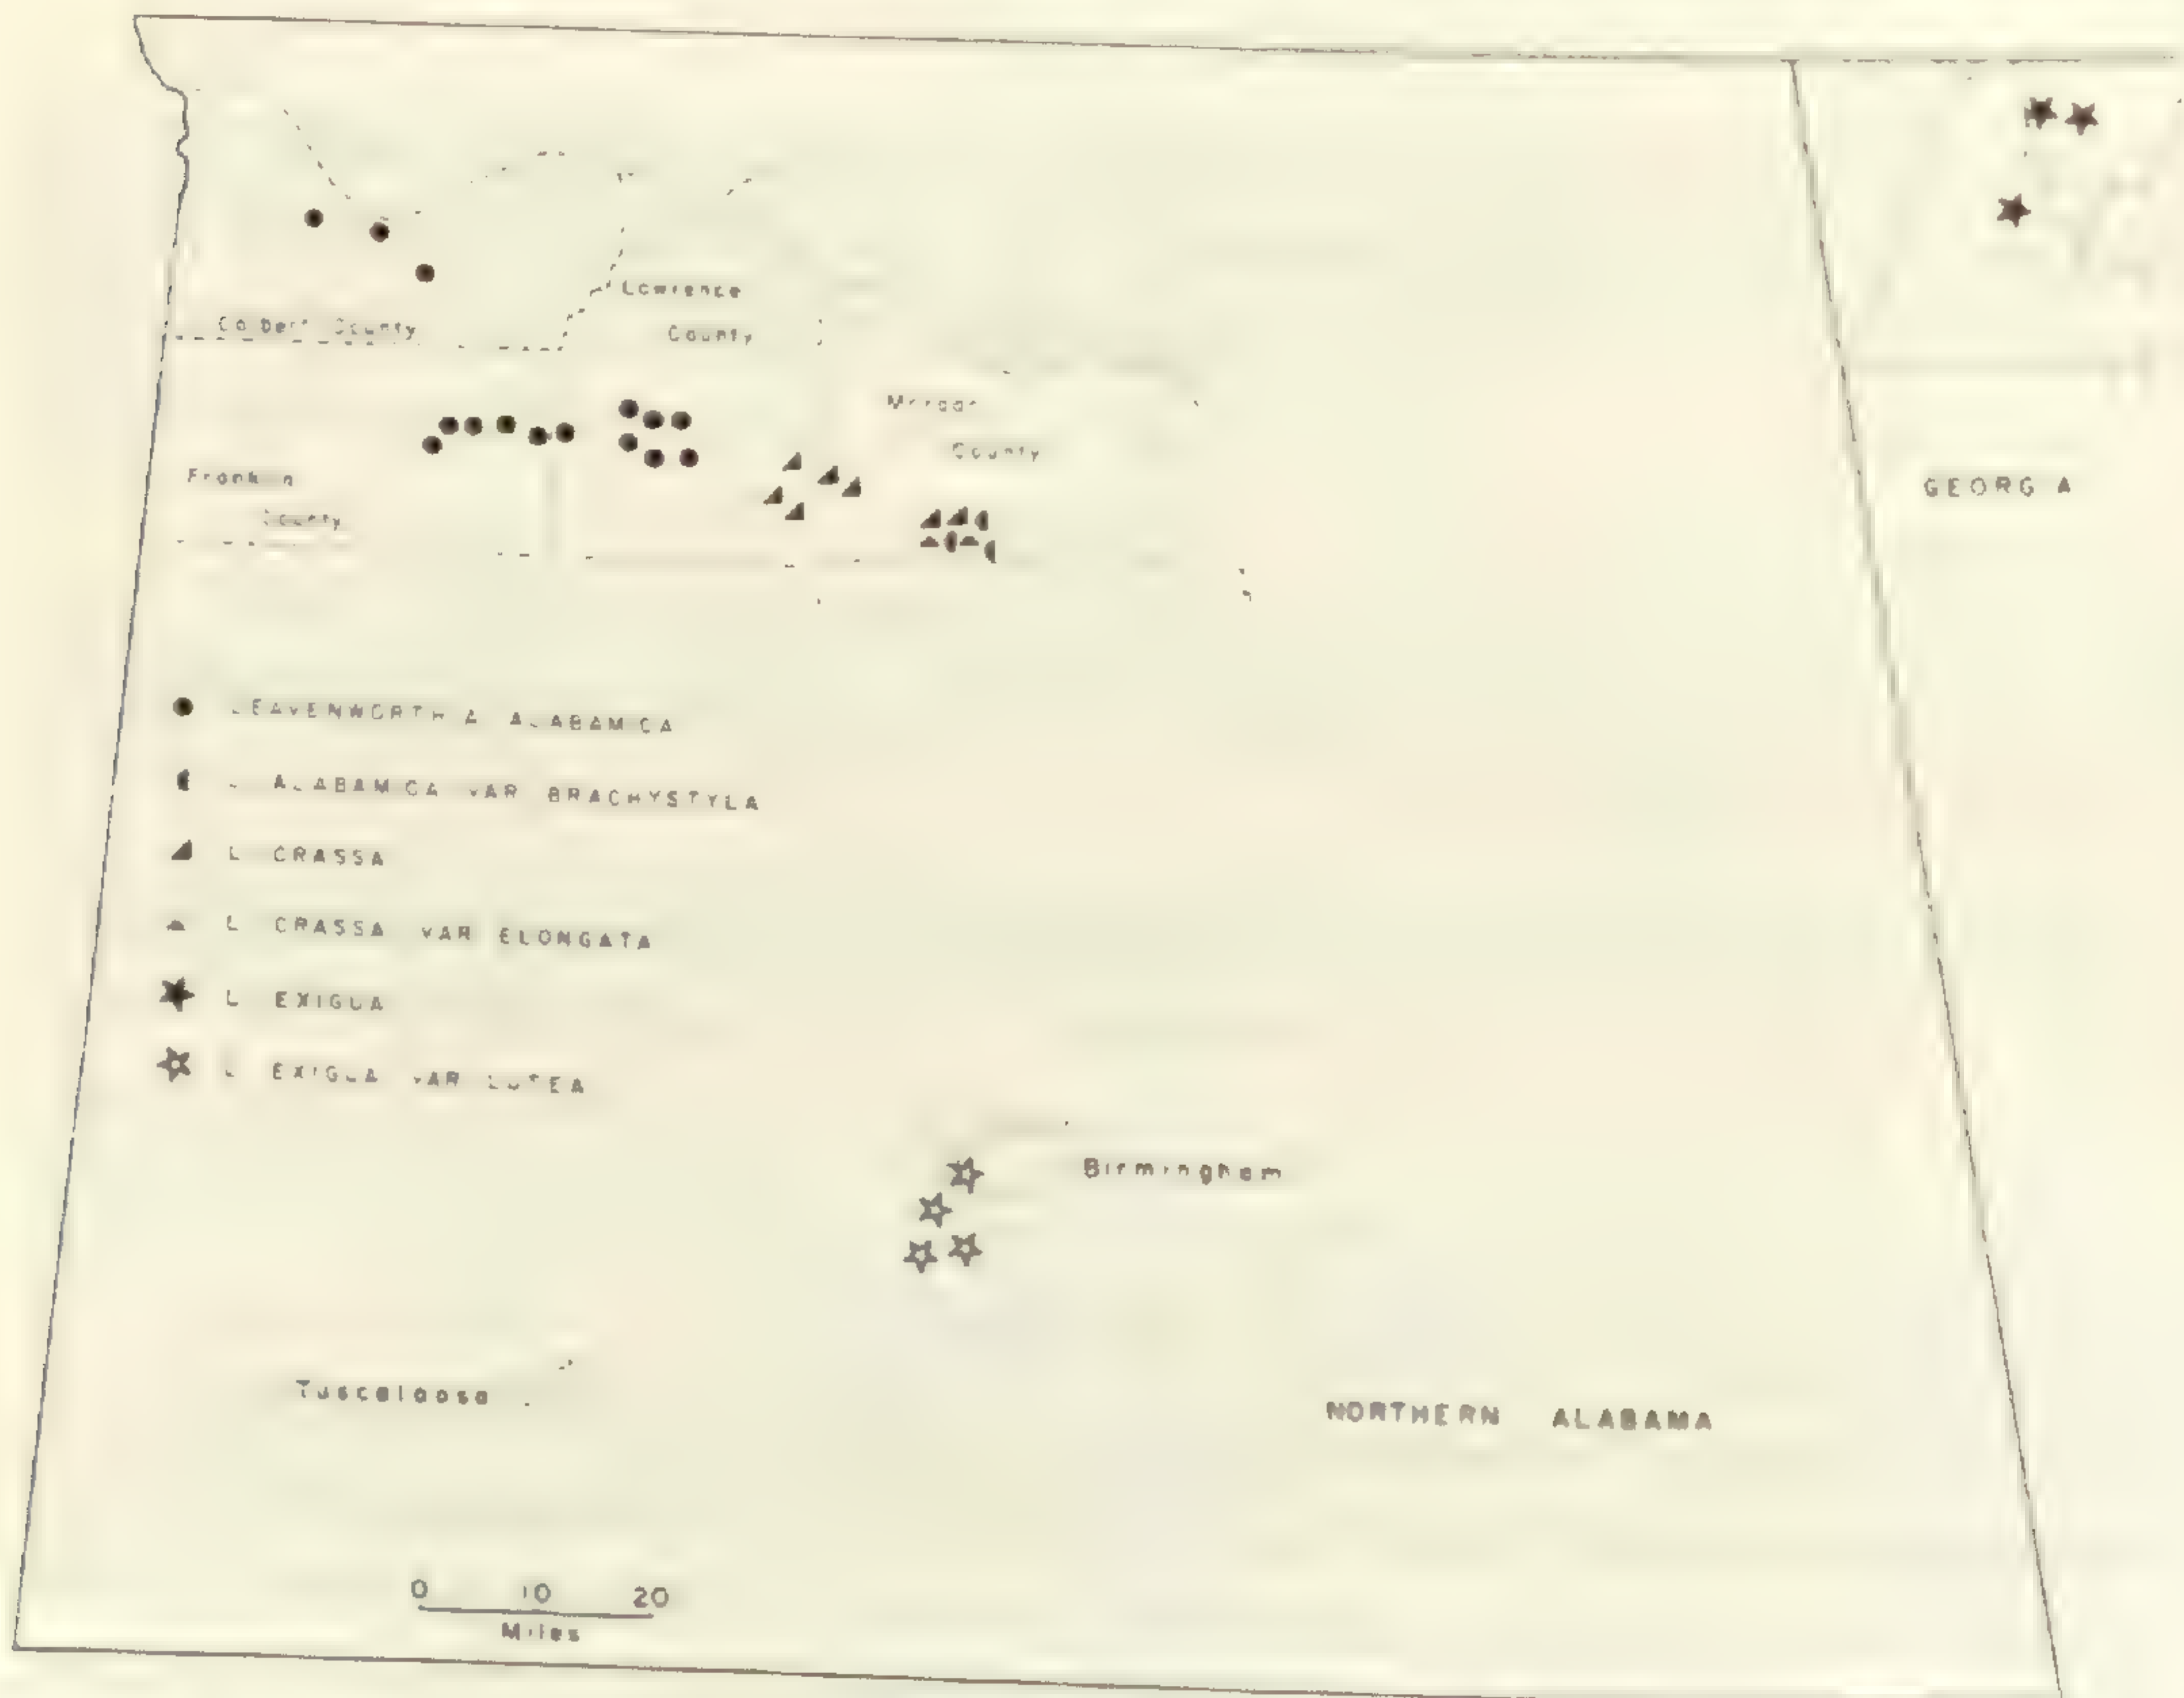 Colbert County
Lawrence
County
Morgan
County
Franklin
County
GEORGIA
LEAVENWORTHIA ALABAMICA
L ALABAMICA VAR BRACHYSTYLA
L CRASSA
L CRASSA VAR ELONGATA
L EXIGUA
L EXIGUA VAR LUTEA
Birmingham
Tuscaloosa
NORTHERN ALABAMA
0 10 20
Miles